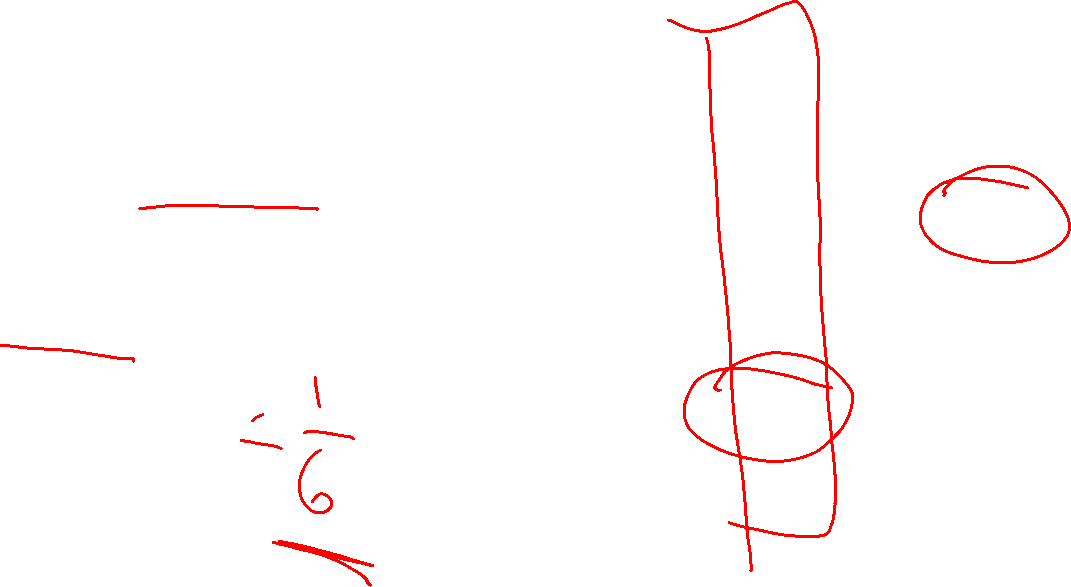 = 1/6